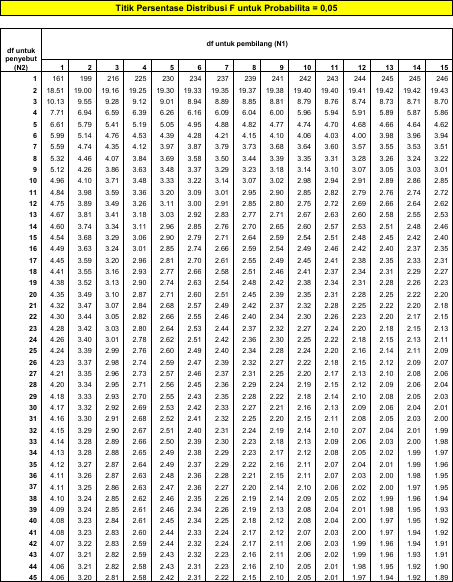 Titik Persentase Distribusi F untuk Probabilita = 0,05
df untuk penyebut (N2) df untuk pembilang (N1)
1 2 3 4 5 6 7 8 9 10 11 12 13 14 15
1 161 199 216 225 230 234 237 239 241 242 243 244 245 245 246
2 18.51 19.00 19.16 19.25 19.30 19.33 19.35 19.37 19.38 19.40 19.40 19.41 19.42 19.42 19.43
3 10.13 9.55 9.28 9.12 9.01 8.94 8.89 8.85 8.81 8.79 8.76 8.74 8.73 8.71 8.70
4 7.71 6.94 6.59 6.39 6.26 6.16 6.09 6.04 6.00 5.96 5.94 5.91 5.89 5.87 5.86
5 6.61 5.79 5.41 5.19 5.05 4.95 4.88 4.82 4.77 4.74 4.70 4.68 4.66 4.64 4.62
6 5.99 5.14 4.76 4.53 4.39 4.28 4.21 4.15 4.10 4.06 4.03 4.00 3.98 3.96 3.94
7 5.59 4.74 4.35 4.12 3.97 3.87 3.79 3.73 3.68 3.64 3.60 3.57 3.55 3.53 3.51
8 5.32 4.46 4.07 3.84 3.69 3.58 3.50 3.44 3.39 3.35 3.31 3.28 3.26 3.24 3.22
9 5.12 4.26 3.86 3.63 3.48 3.37 3.29 3.23 3.18 3.14 3.10 3.07 3.05 3.03 3.01
10 4.96 4.10 3.71 3.48 3.33 3.22 3.14 3.07 3.02 2.98 2.94 2.91 2.89 2.86 2.85
11 4.84 3.98 3.59 3.36 3.20 3.09 3.01 2.95 2.90 2.85 2.82 2.79 2.76 2.74 2.72
12 4.75 3.89 3.49 3.26 3.11 3.00 2.91 2.85 2.80 2.75 2.72 2.69 2.66 2.64 2.62
13 4.67 3.81 3.41 3.18 3.03 2.92 2.83 2.77 2.71 2.67 2.63 2.60 2.58 2.55 2.53
14 4.60 3.74 3.34 3.11 2.96 2.85 2.76 2.70 2.65 2.60 2.57 2.53 2.51 2.48 2.46
15 4.54 3.68 3.29 3.06 2.90 2.79 2.71 2.64 2.59 2.54 2.51 2.48 2.45 2.42 2.40
16 4.49 3.63 3.24 3.01 2.85 2.74 2.66 2.59 2.54 2.49 2.46 2.42 2.40 2.37 2.35
17 4.45 3.59 3.20 2.96 2.81 2.70 2.61 2.55 2.49 2.45 2.41 2.38 2.35 2.33 2.31
18 4.41 3.55 3.16 2.93 2.77 2.66 2.58 2.51 2.46 2.41 2.37 2.34 2.31 2.29 2.27
19 4.38 3.52 3.13 2.90 2.74 2.63 2.54 2.48 2.42 2.38 2.34 2.31 2.28 2.26 2.23
20 4.35 3.49 3.10 2.87 2.71 2.60 2.51 2.45 2.39 2.35 2.31 2.28 2.25 2.22 2.20
21 4.32 3.47 3.07 2.84 2.68 2.57 2.49 2.42 2.37 2.32 2.28 2.25 2.22 2.20 2.18
22 4.30 3.44 3.05 2.82 2.66 2.55 2.46 2.40 2.34 2.30 2.26 2.23 2.20 2.17 2.15
23 4.28 3.42 3.03 2.80 2.64 2.53 2.44 2.37 2.32 2.27 2.24 2.20 2.18 2.15 2.13
24 4.26 3.40 3.01 2.78 2.62 2.51 2.42 2.36 2.30 2.25 2.22 2.18 2.15 2.13 2.11
25 4.24 3.39 2.99 2.76 2.60 2.49 2.40 2.34 2.28 2.24 2.20 2.16 2.14 2.11 2.09
26 4.23 3.37 2.98 2.74 2.59 2.47 2.39 2.32 2.27 2.22 2.18 2.15 2.12 2.09 2.07
27 4.21 3.35 2.96 2.73 2.57 2.46 2.37 2.31 2.25 2.20 2.17 2.13 2.10 2.08 2.06
28 4.20 3.34 2.95 2.71 2.56 2.45 2.36 2.29 2.24 2.19 2.15 2.12 2.09 2.06 2.04
29 4.18 3.33 2.93 2.70 2.55 2.43 2.35 2.28 2.22 2.18 2.14 2.10 2.08 2.05 2.03
30 4.17 3.32 2.92 2.69 2.53 2.42 2.33 2.27 2.21 2.16 2.13 2.09 2.06 2.04 2.01
31 4.16 3.30 2.91 2.68 2.52 2.41 2.32 2.25 2.20 2.15 2.11 2.08 2.05 2.03 2.00
32 4.15 3.29 2.90 2.67 2.51 2.40 2.31 2.24 2.19 2.14 2.10 2.07 2.04 2.01 1.99
33 4.14 3.28 2.89 2.66 2.50 2.39 2.30 2.23 2.18 2.13 2.09 2.06 2.03 2.00 1.98
34 4.13 3.28 2.88 2.65 2.49 2.38 2.29 2.23 2.17 2.12 2.08 2.05 2.02 1.99 1.97
35 4.12 3.27 2.87 2.64 2.49 2.37 2.29 2.22 2.16 2.11 2.07 2.04 2.01 1.99 1.96
36 4.11 3.26 2.87 2.63 2.48 2.36 2.28 2.21 2.15 2.11 2.07 2.03 2.00 1.98 1.95
37 4.11 3.25 2.86 2.63 2.47 2.36 2.27 2.20 2.14 2.10 2.06 2.02 2.00 1.97 1.95
38 4.10 3.24 2.85 2.62 2.46 2.35 2.26 2.19 2.14 2.09 2.05 2.02 1.99 1.96 1.94
39 4.09 3.24 2.85 2.61 2.46 2.34 2.26 2.19 2.13 2.08 2.04 2.01 1.98 1.95 1.93
40 4.08 3.23 2.84 2.61 2.45 2.34 2.25 2.18 2.12 2.08 2.04 2.00 1.97 1.95 1.92
41 4.08 3.23 2.83 2.60 2.44 2.33 2.24 2.17 2.12 2.07 2.03 2.00 1.97 1.94 1.92
42 4.07 3.22 2.83 2.59 2.44 2.32 2.24 2.17 2.11 2.06 2.03 1.99 1.96 1.94 1.91
43 4.07 3.21 2.82 2.59 2.43 2.32 2.23 2.16 2.11 2.06 2.02 1.99 1.96 1.93 1.91
44 4.06 3.21 2.82 2.58 2.43 2.31 2.23 2.16 2.10 2.05 2.01 1.98 1.95 1.92 1.90
45 4.06 3.20 2.81 2.58 2.42 2.31 2.22 2.15 2.10 2.05 2.01 1.97 1.94 1.92 1.89